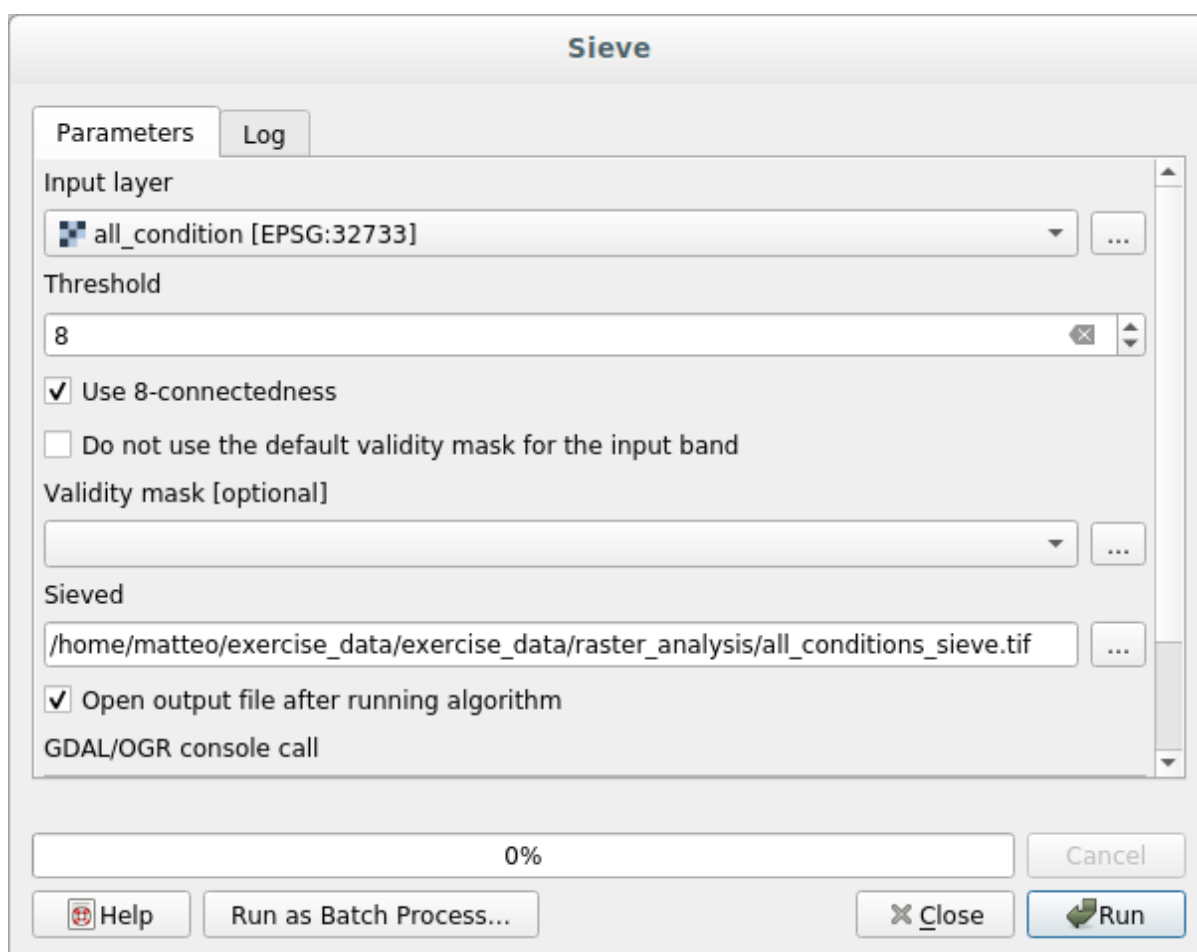 Sieve
Parameters
Log
Input layer
all_condition [EPSG:32733]
...
Threshold
8
Use 8-connectedness
Do not use the default validity mask for the input band
Validity mask [optional]
...
Sieved
/home/matteo/exercise_data/exercise_data/raster_analysis/all_conditions_sieve.tif
...
Open output file after running algorithm
GDAL/OGR console call
0%
Cancel
Help
Run as Batch Process...
Close
Run